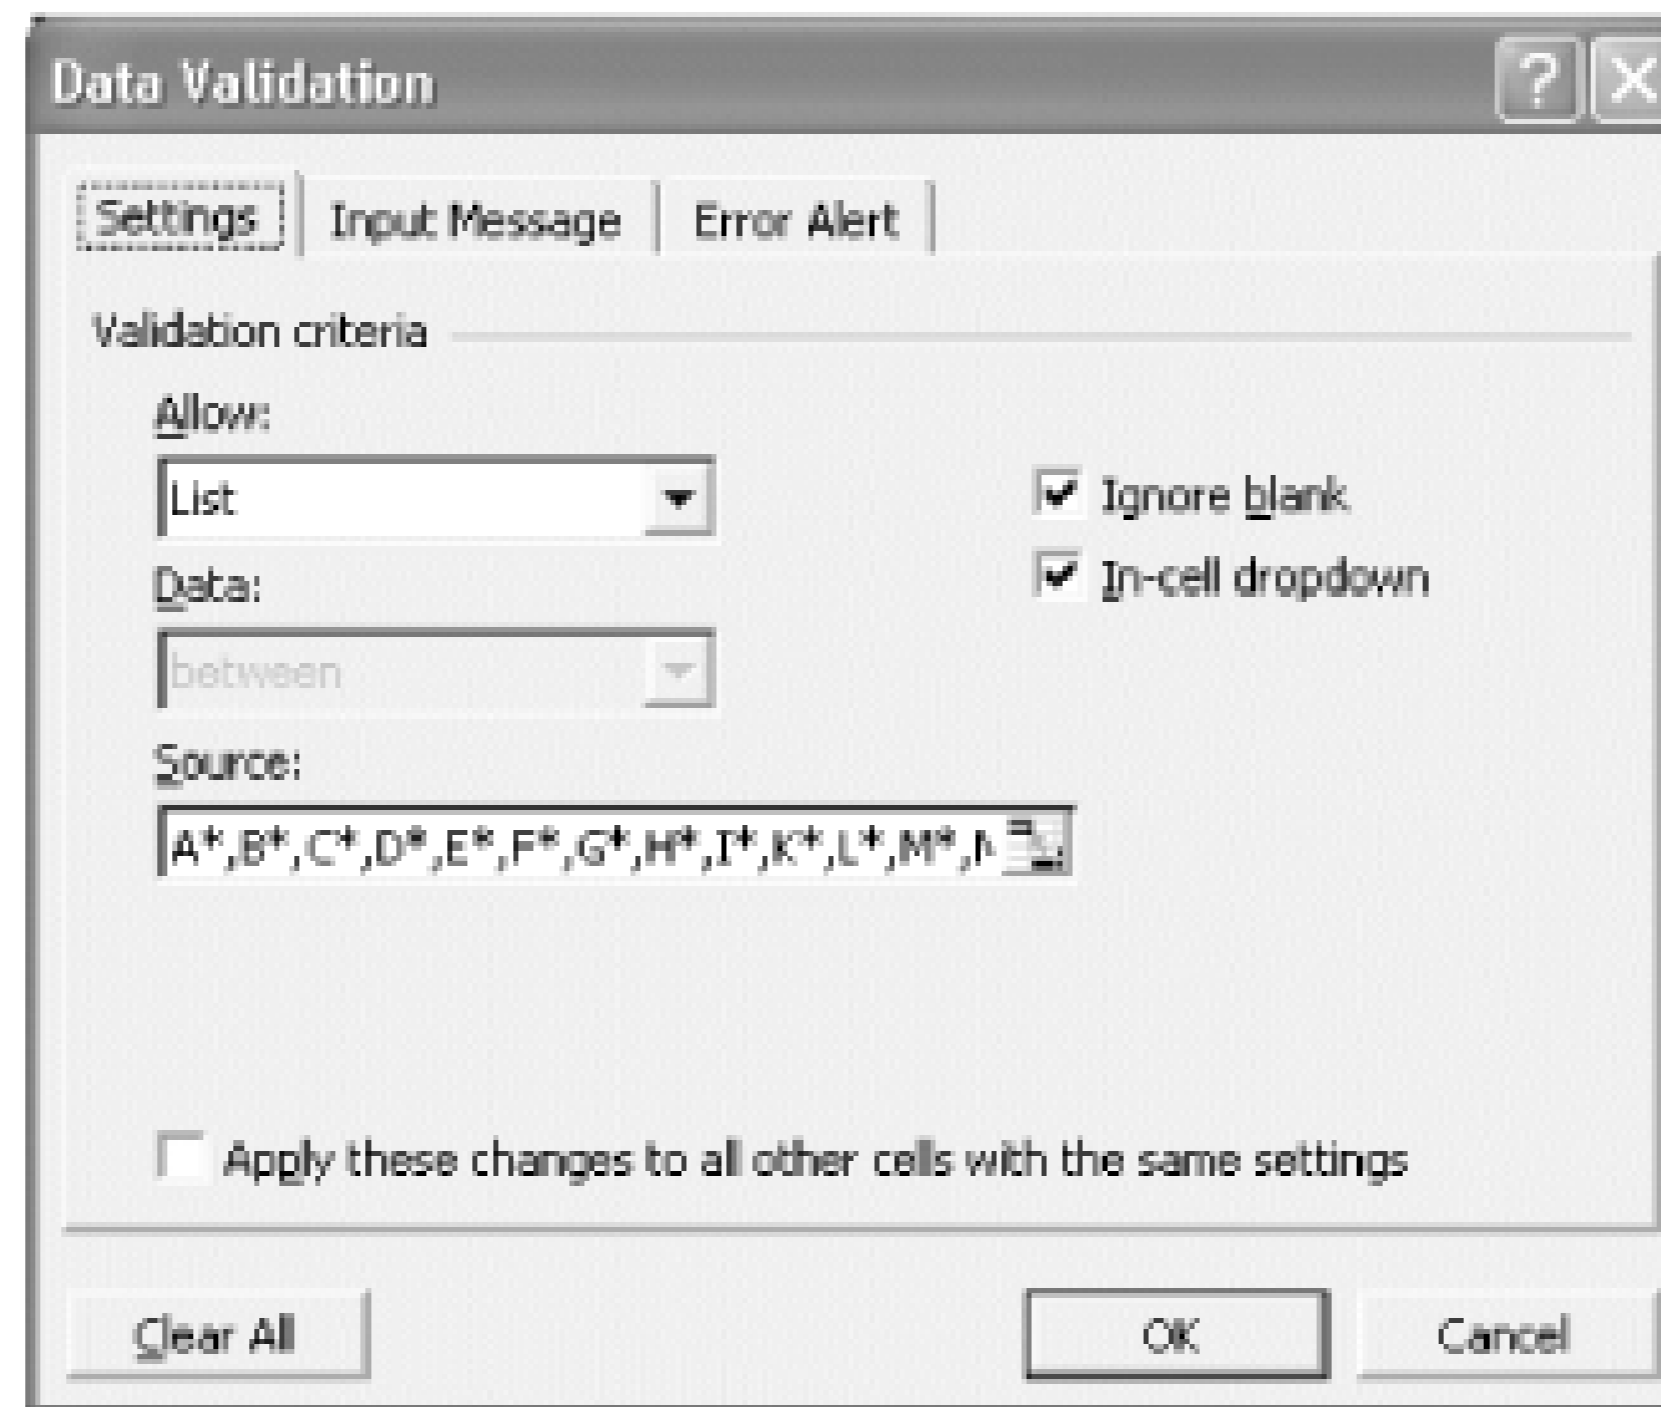 Data Validation
Settings Input Message Error Alert
Validation criteria
Allow:
List
Ignore blank
Data:
In-cell dropdown
between
Source:
A*,B*,C*,D*,E*,F*,G*,H*,I*,K*,L*,M*,
Apply these changes to all other cells with the same settings
Clear All OK Cancel